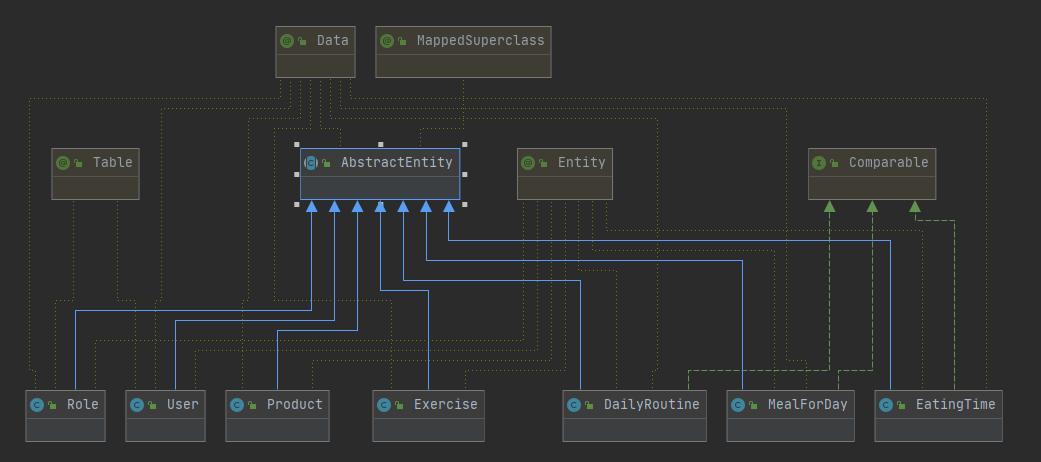 Data
MappedSuperclass
Table
AbstractEntity
Entity
Comparable
Role
User
Product
Exercise
DailyRoutine
MealForDay
EatingTime